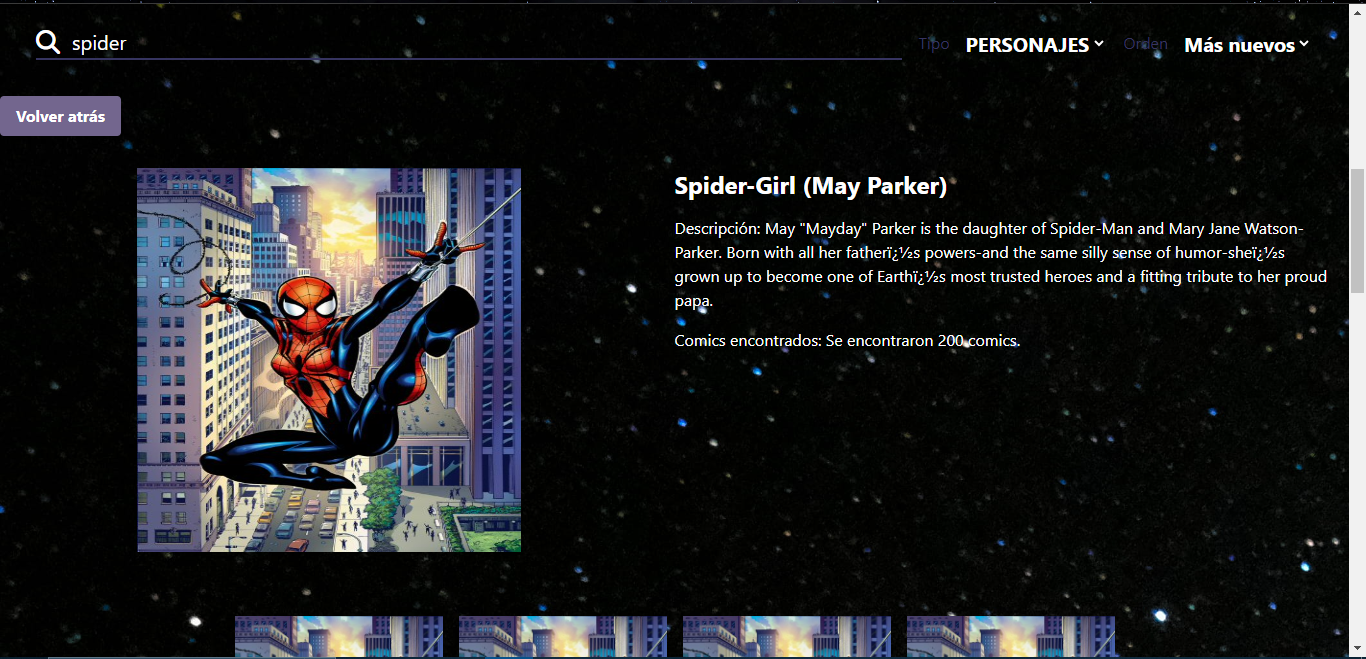 spider
Tipo PERSONAJES Orden Más nuevos
Volver atrás
Spider-Girl (May Parker)
Descripción: May "Mayday" Parker is the daughter of Spider-Man and Mary Jane Watson-
Parker. Born with all her fatherï¿½s powers-and the same silly sense of humor-sheï¿½s
grown up to become one of Earthï¿½s most trusted heroes and a fitting tribute to her proud
papa.
Comics encontrados: Se encontraron 200 comics.